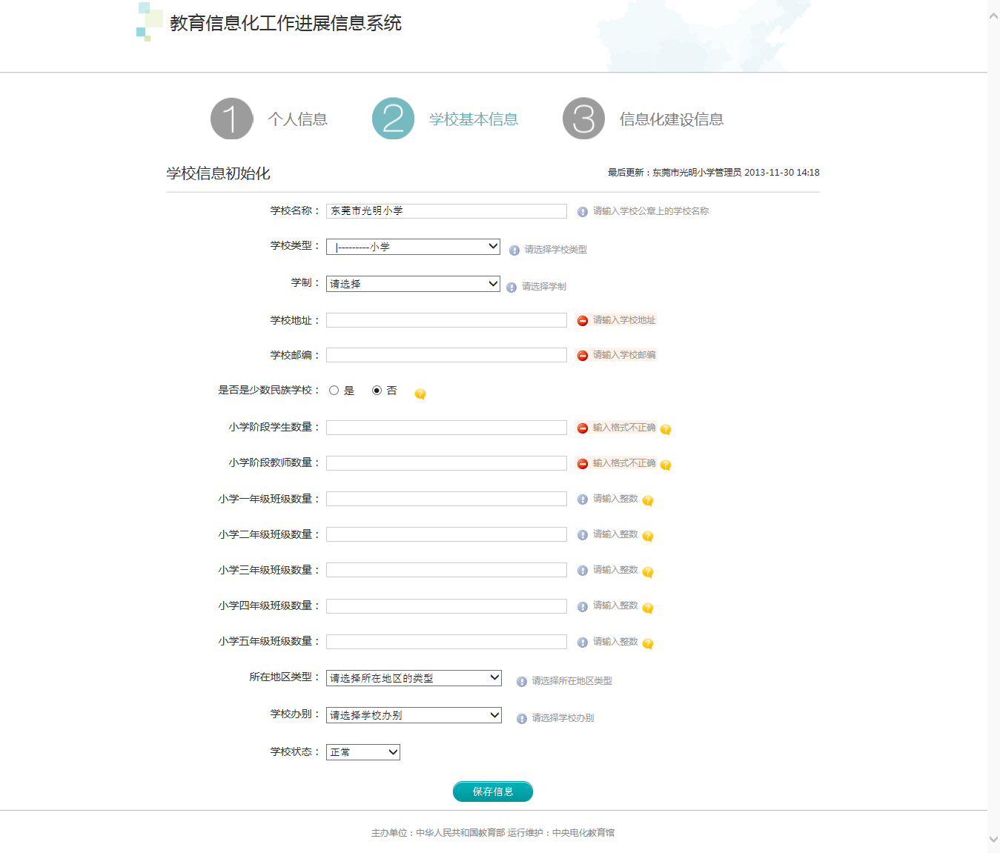 教育信息化工作进展信息系统
1 个人信息 2 学校基本信息 3 信息化建设信息
学校信息初始化 最后更新：东莞市光明小学管理员 2013-11-30 14:18
学校名称： 东莞市光明小学 请输入学校公章上的学校名称
学校类型： |---------小学 请选择学校类型
学制： 请选择 请选择学制
学校地址： 请输入学校地址
学校邮编： 请输入学校邮编
是否是少数民族学校： 是 否 ?
小学阶段学生数量： 输入格式不正确 ?
小学阶段教师数量： 输入格式不正确 ?
小学一年级班级数量： 请输入整数 ?
小学二年级班级数量： 请输入整数 ?
小学三年级班级数量： 请输入整数 ?
小学四年级班级数量： 请输入整数 ?
小学五年级班级数量： 请输入整数 ?
所在地区类型： 请选择所在地区的类型 请选择所在地区类型
学校办别： 请选择学校办别 请选择学校办别
学校状态： 正常
保存信息
主办单位：中华人民共和国教育部 运行维护：中央电化教育馆